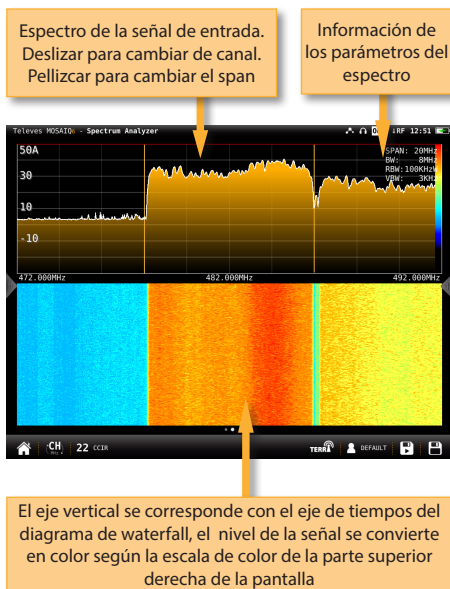 Espectro de la señal de entrada.
Deslizar para cambiar de canal.
Pellizcar para cambiar el span
Información de
los parámetros del
espectro
Televes MOSAIQ6 - Spectrum Analyzer
RF 12:51
50A
30
10
-10
SPAN: 20MHz
BW: 8MHz
RBW:100KHz
VBW: 3KHz
472.000MHz 482.000MHz 492.000MHz
CH 22 CCIR
TERR DEFAULT
El eje vertical se corresponde con el eje de tiempos del
diagrama de waterfall, el nivel de la señal se convierte
en color según la escala de color de la parte superior
derecha de la pantalla